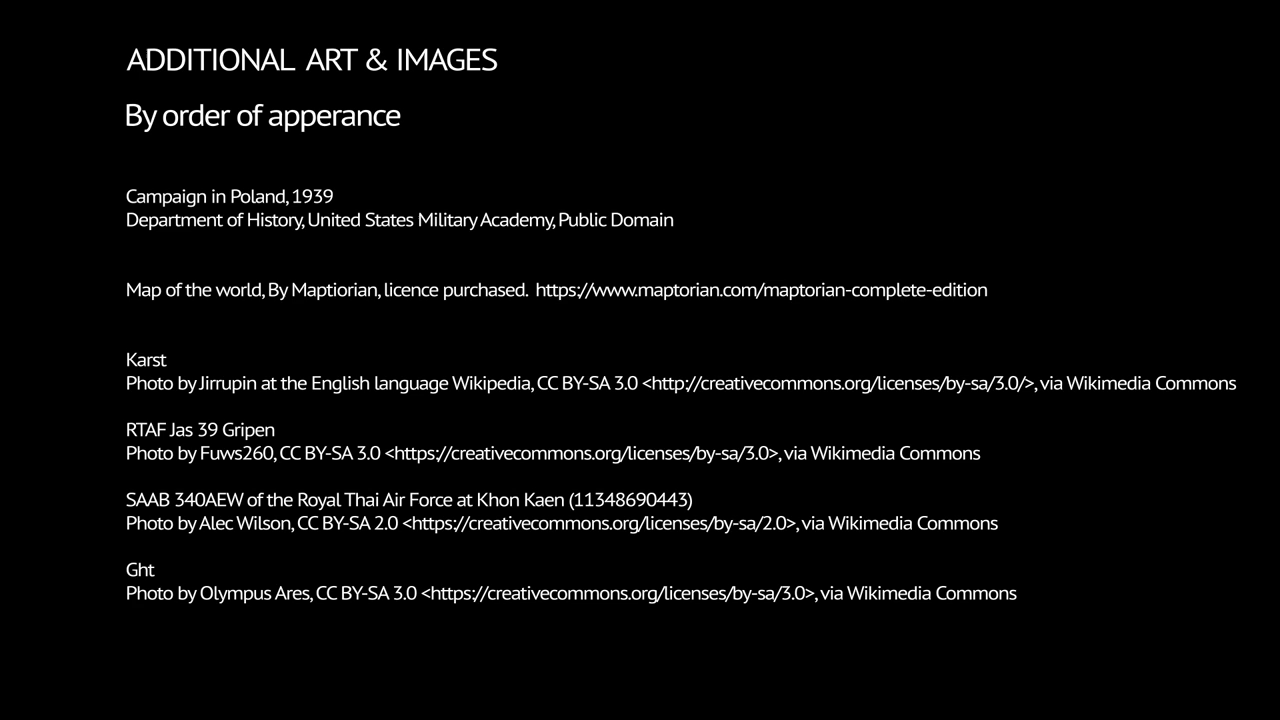 ADDITIONAL ART & IMAGES
By order of apperance
Campaign in Poland, 1939
Department of History, United States Military Academy, Public Domain
Map of the world, By Maptiorian, licence purchased. https://www.maptorian.com/maptorian-complete-edition
Karst
Photo by Jirrupin at the English language Wikipedia, CC BY-SA 3.0 <http://creativecommons.org/licenses/by-sa/3.0/>, via Wikimedia Commons
RTAF Jas 39 Gripen
Photo by Fuws260, CC BY-SA 3.0 <https://creativecommons.org/licenses/by-sa/3.0>, via Wikimedia Commons
SAAB 340AEW of the Royal Thai Air Force at Khon Kaen (11348690443)
Photo by Alec Wilson, CC BY-SA 2.0 <https://creativecommons.org/licenses/by-sa/2.0>, via Wikimedia Commons
Ght
Photo by Olympus Ares, CC BY-SA 3.0 <https://creativecommons.org/licenses/by-sa/3.0>, via Wikimedia Commons